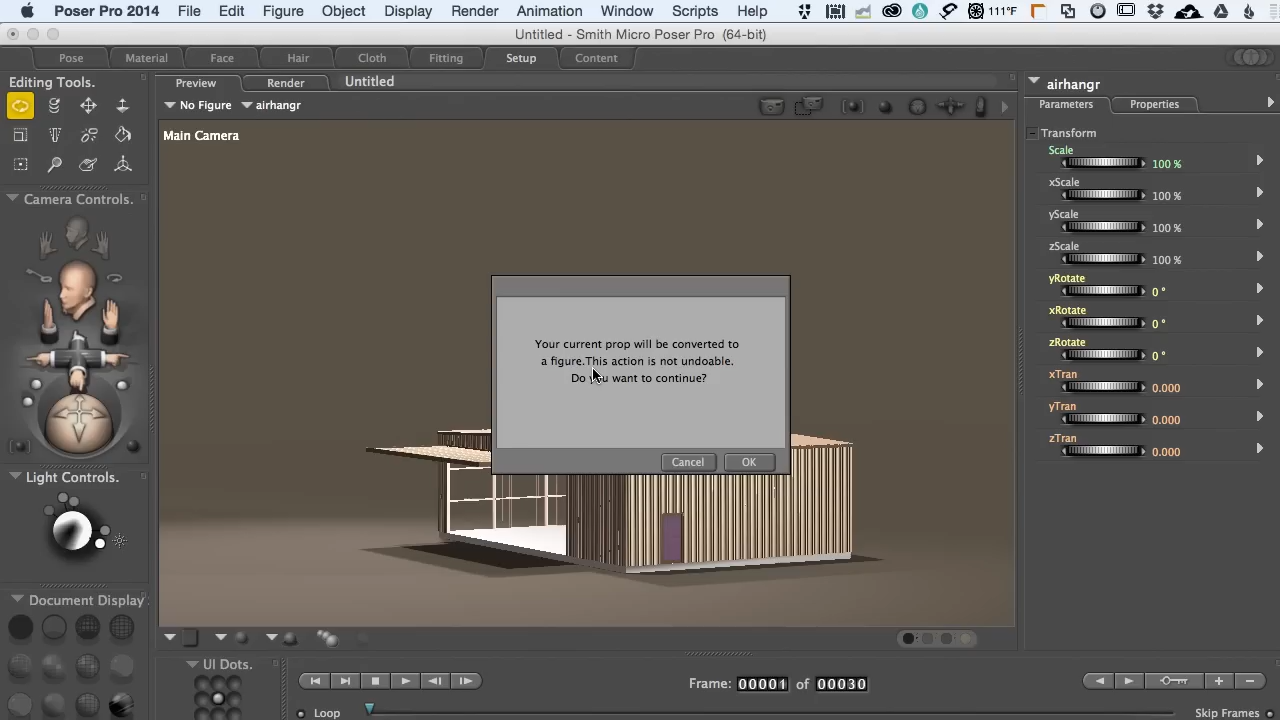 Poser Pro 2014 File Edit Figure Object Display Render Animation Window Scripts Help 111°F
Untitled - Smith Micro Poser Pro (64-bit)
Pose Material Face Hair Cloth Fitting Setup Content
Editing Tools.
Preview Render Untitled
airhangr
No Figure airhangr
Parameters Properties
Main Camera
Transform
Scale
100 %
xScale
100 %
yScale
100 %
zScale
100 %
yRotate
0 °
xRotate
0 °
zRotate
0 °
xTran
0.000
yTran
0.000
zTran
0.000
Camera Controls.
Your current prop will be converted to
a figure.This action is not undoable.
Do you want to continue?
Cancel OK
Light Controls.
Document Display
UI Dots.
Frame: 00001 of 00030
Loop
Skip Frames